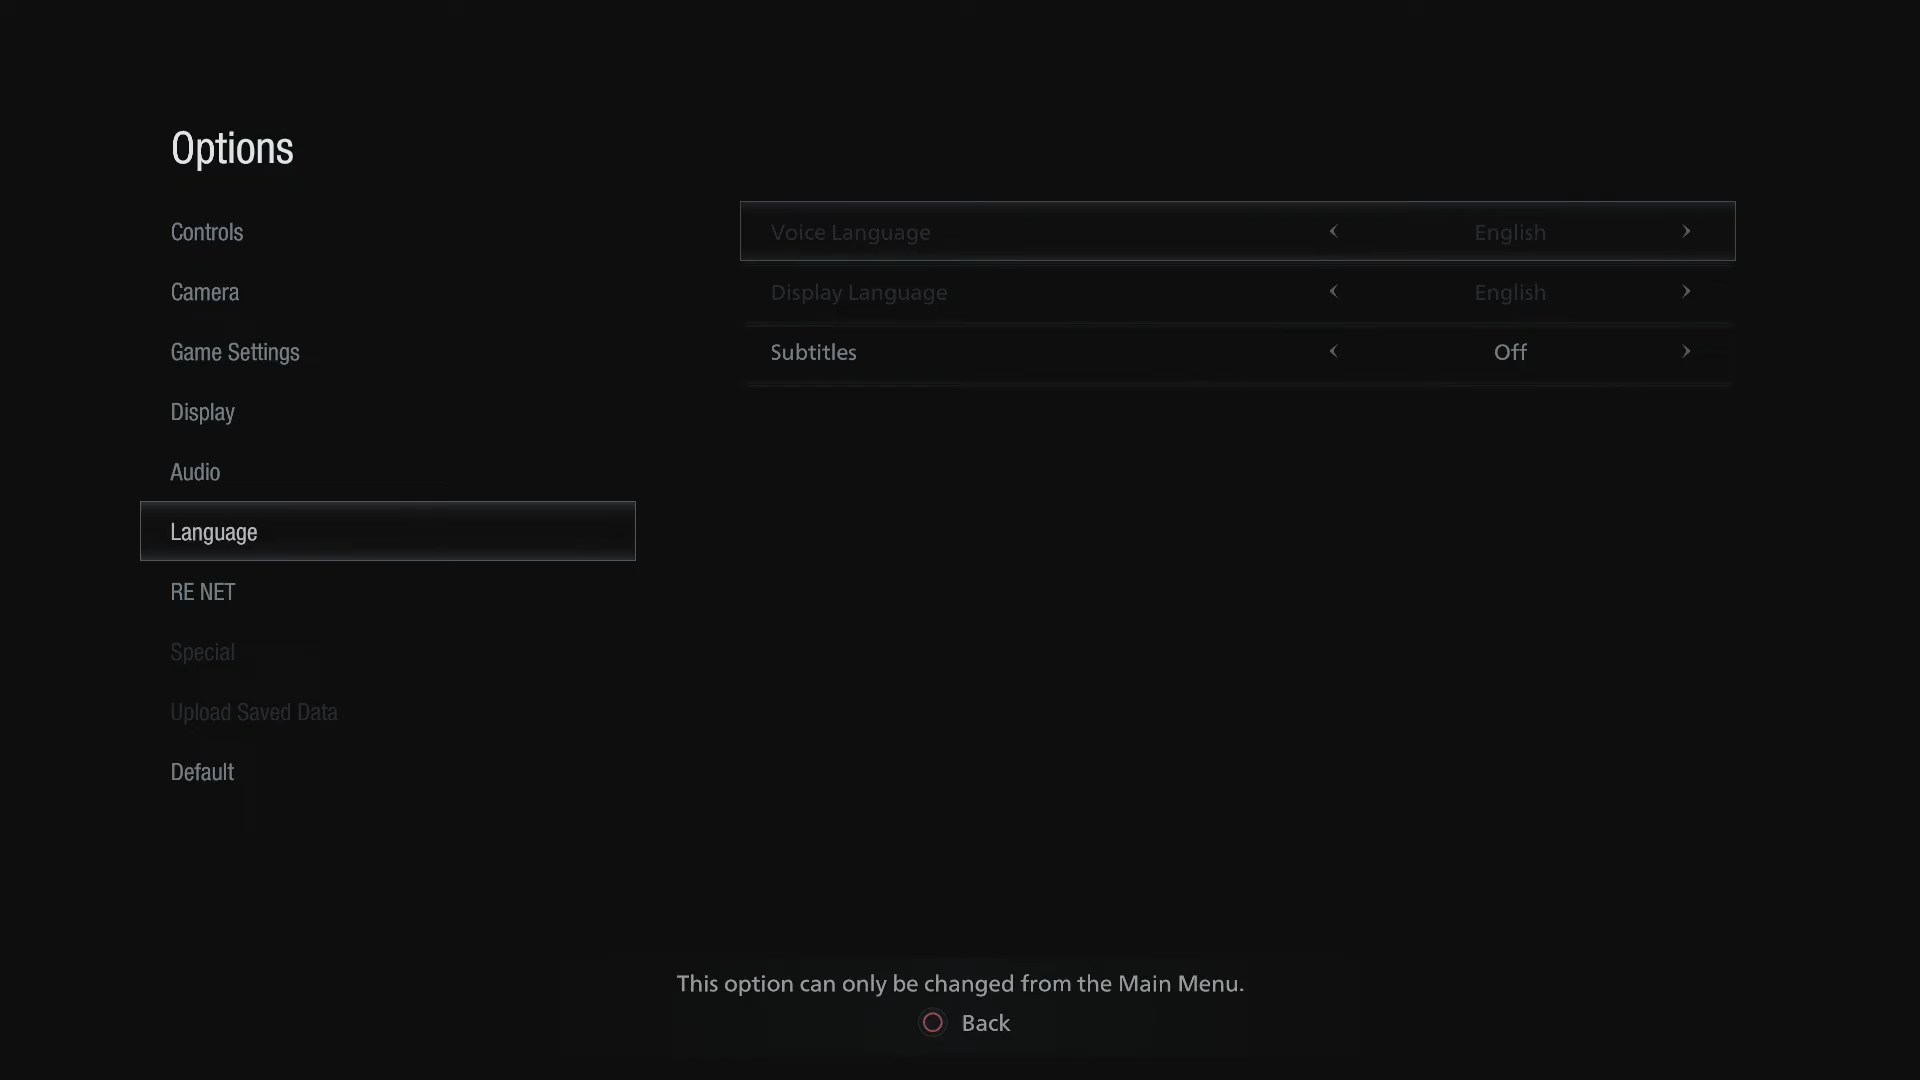 Options
Controls
Camera
Game Settings
Display
Audio
Language
RE NET
Special
Upload Saved Data
Default
Voice Language English
Display Language English
Subtitles Off
This option can only be changed from the Main Menu.
Back